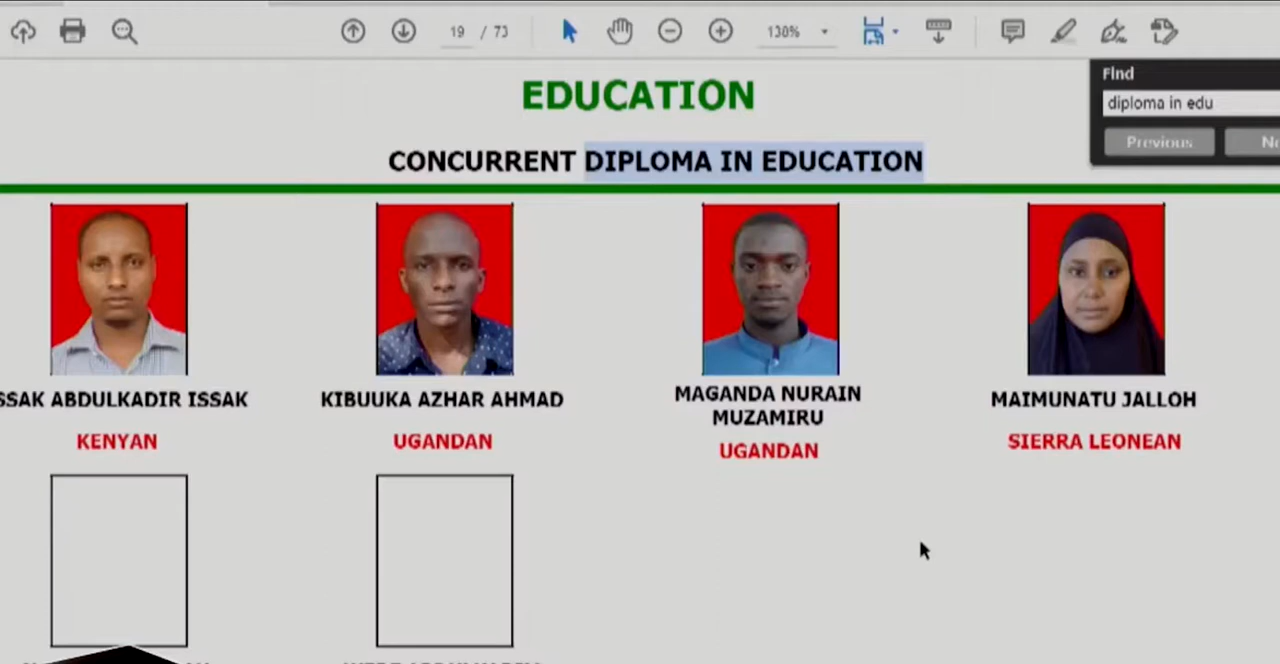 19 / 73
130%
Find
diploma in edu
Previous
EDUCATION
CONCURRENT DIPLOMA IN EDUCATION
SSAK ABDULKADIR ISSAK
KIBUUKA AZHAR AHMAD
MAGANDA NURAIN
MUZAMIRU
MAIMUNATU JALLOH
KENYAN
UGANDAN
UGANDAN
SIERRA LEONEAN